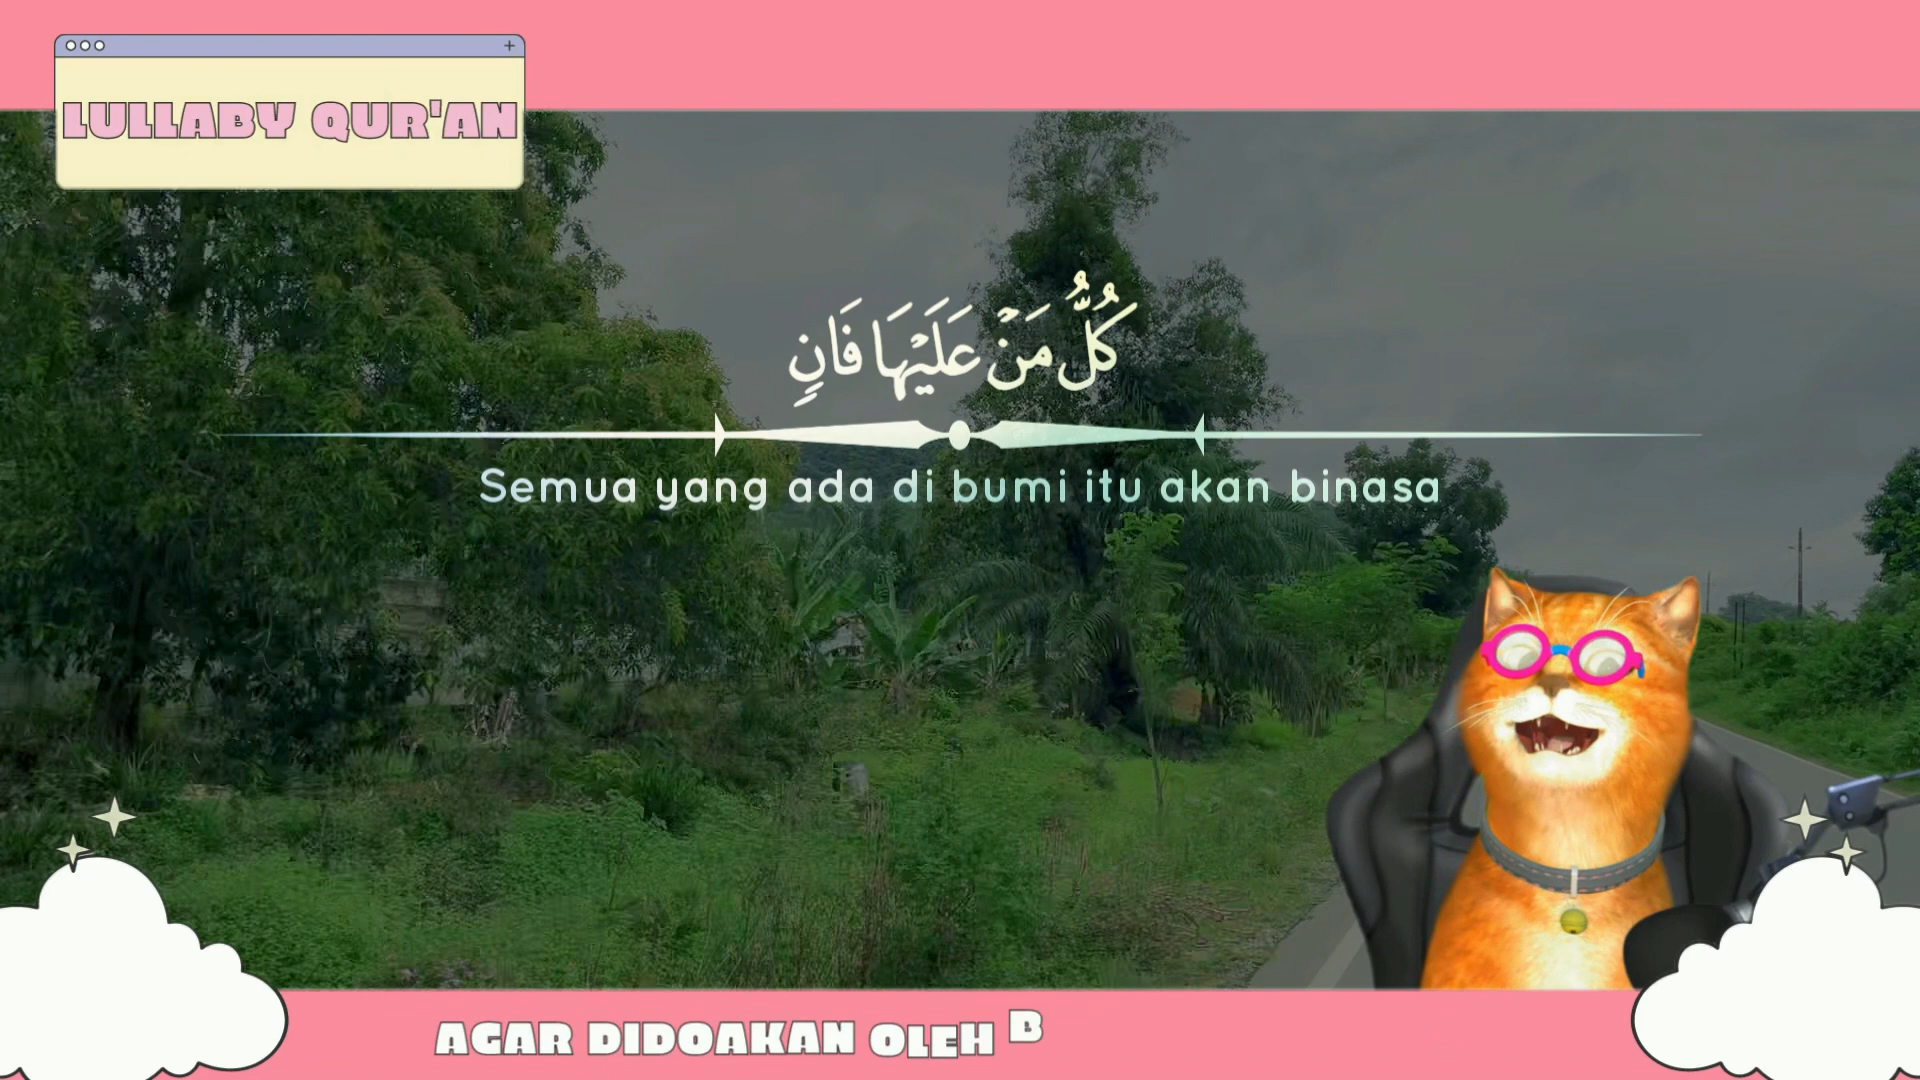 LULLABY QUR'AN
كُلُّ مَنْ عَلَيْهَا فَانٍ
Semua yang ada di bumi itu akan binasa
AGAR DIDOAKAN OLEH B